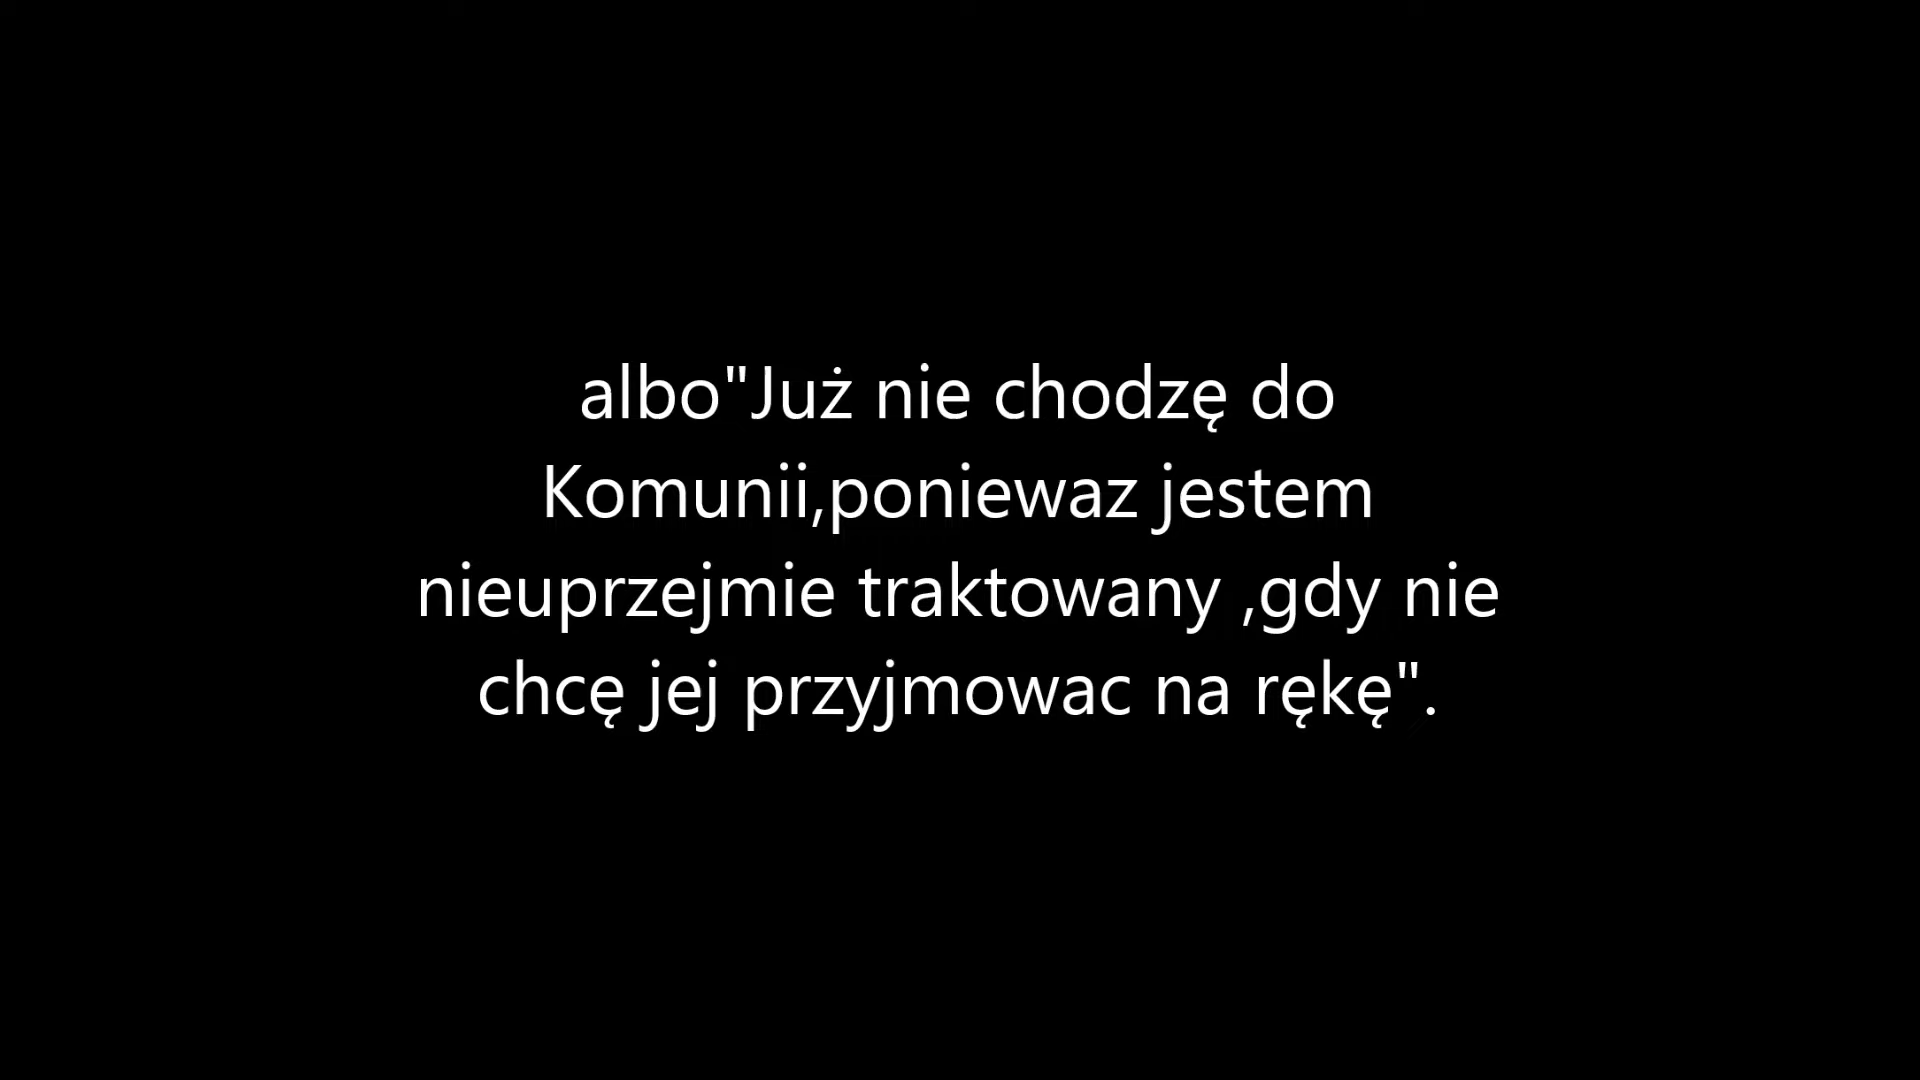 albo"Już nie chodzę do
Komunii,poniewaz jestem
nieuprzejmie traktowany ,gdy nie
chcę jej przyjmowac na rękę".